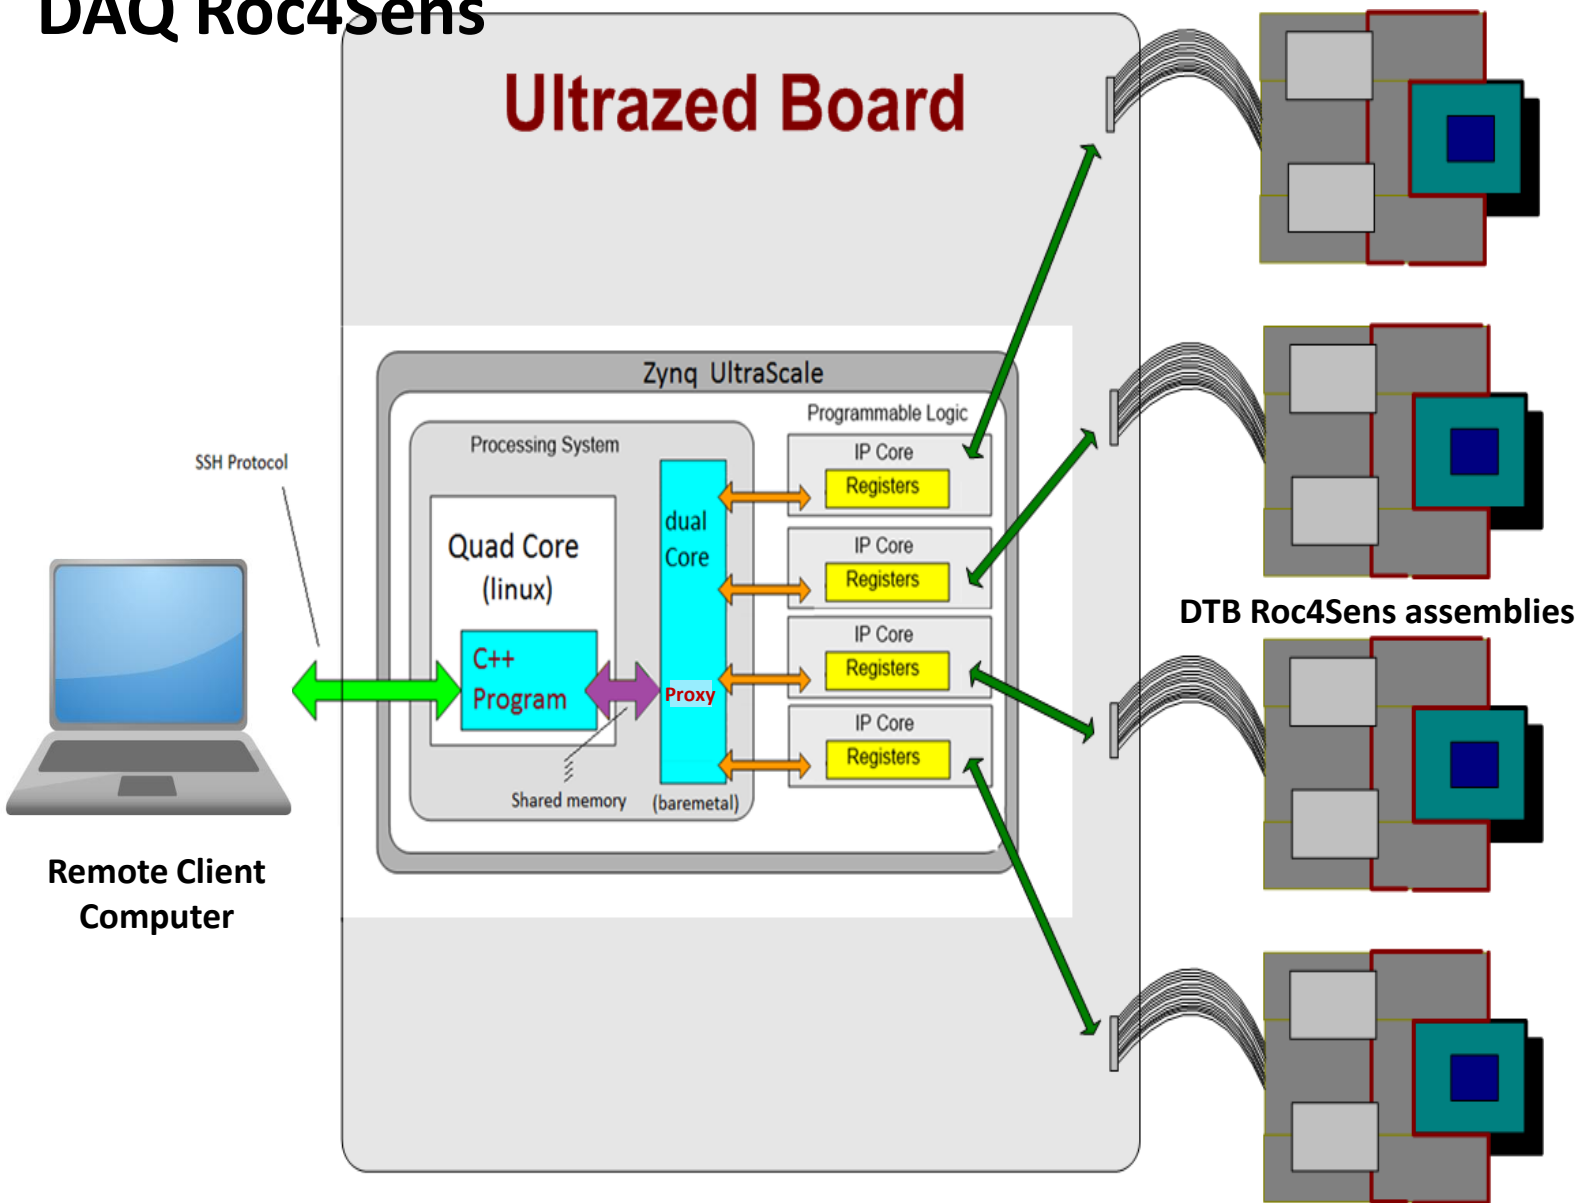 DAQ Roc4Sens
Ultrazed Board
Zynq UltraScale
Programmable Logic
Processing System
IP Core
Registers
SSH Protocol
dual
Core
Quad Core
(linux)
IP Core
Registers
DTB Roc4Sens assemblies
IP Core
Registers
C++
Program
Proxy
IP Core
Registers
Shared memory
(baremetal)
Remote Client
Computer